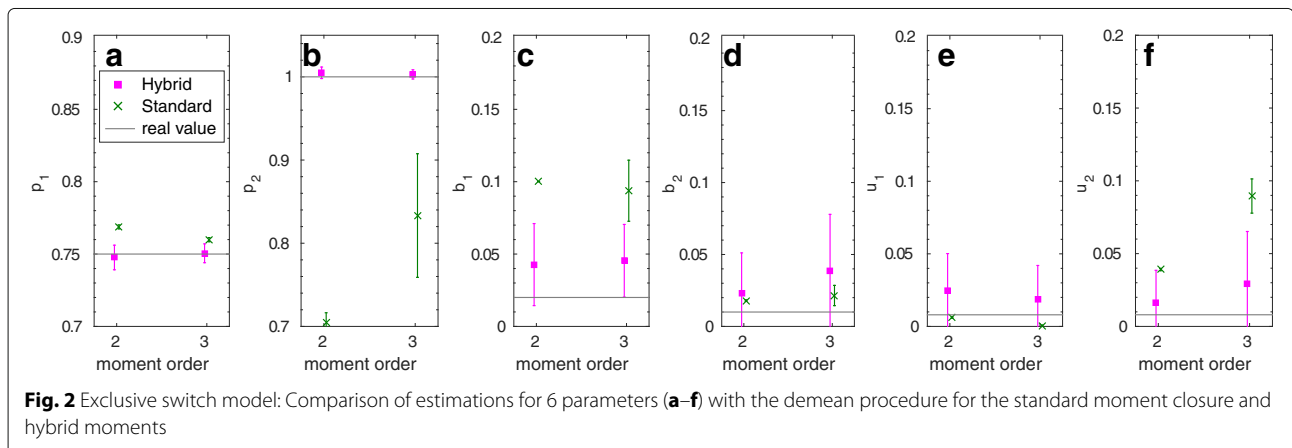 a
0.9
0.85
0.8
0.75
0.7
p1
Hybrid
Standard
real value
2 3
moment order
b
1
0.9
0.8
0.7
p2
2 3
moment order
c
0.2
0.15
0.1
0.05
0
b1
2 3
moment order
d
0.2
0.15
0.1
0.05
0
b2
2 3
moment order
e
0.2
0.15
0.1
0.05
0
u1
2 3
moment order
f
0.2
0.15
0.1
0.05
0
u2
2 3
moment order
Fig. 2 Exclusive switch model: Comparison of estimations for 6 parameters (a–f) with the demean procedure for the standard moment closure and
hybrid moments